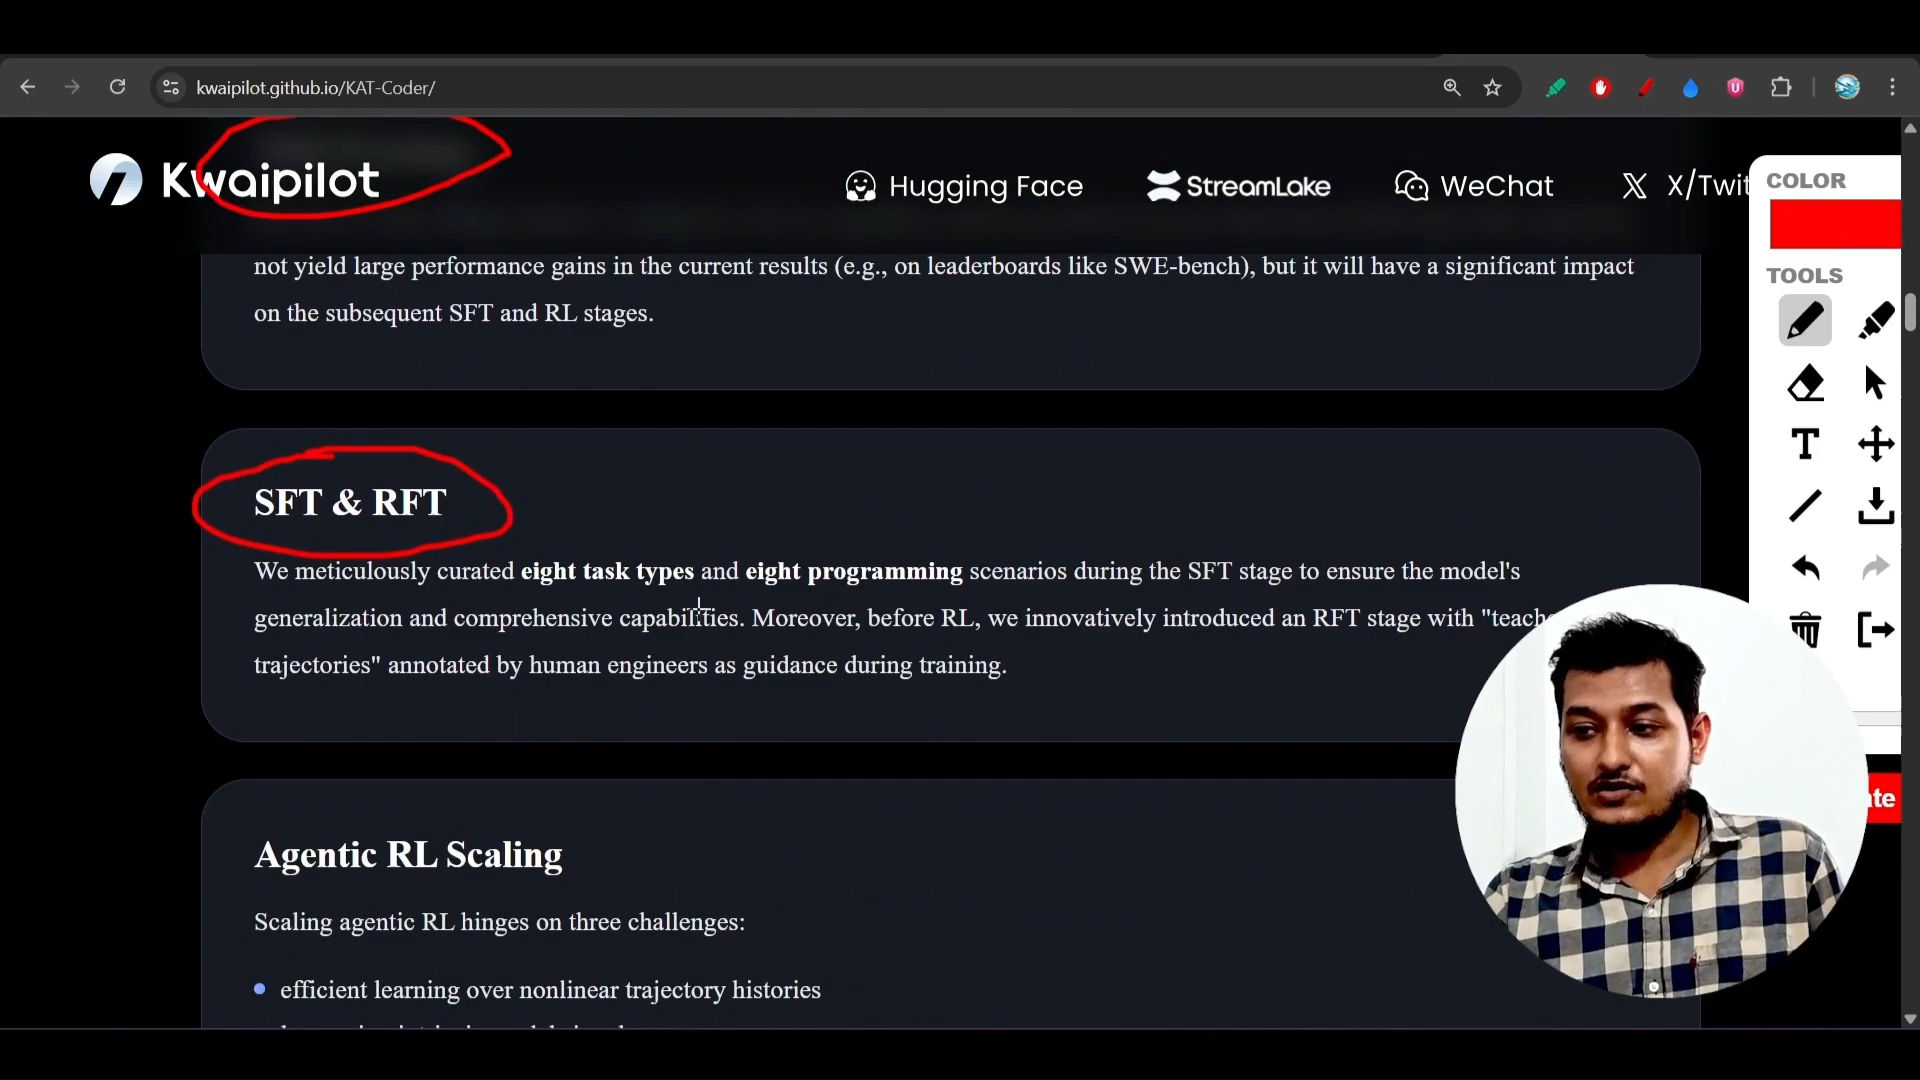 kwaipilot.github.io/KAT-Coder/
Kwaipilot
Hugging Face
StreamLake
WeChat
X/Twit
COLOR
TOOLS
T
not yield large performance gains in the current results (e.g., on leaderboards like SWE-bench), but it will have a significant impact
on the subsequent SFT and RL stages.
SFT & RFT
We meticulously curated eight task types and eight programming scenarios during the SFT stage to ensure the model's
generalization and comprehensive capabilities. Moreover, before RL, we innovatively introduced an RFT stage with "teach
trajectories" annotated by human engineers as guidance during training.
Agentic RL Scaling
Scaling agentic RL hinges on three challenges:
efficient learning over nonlinear trajectory histories